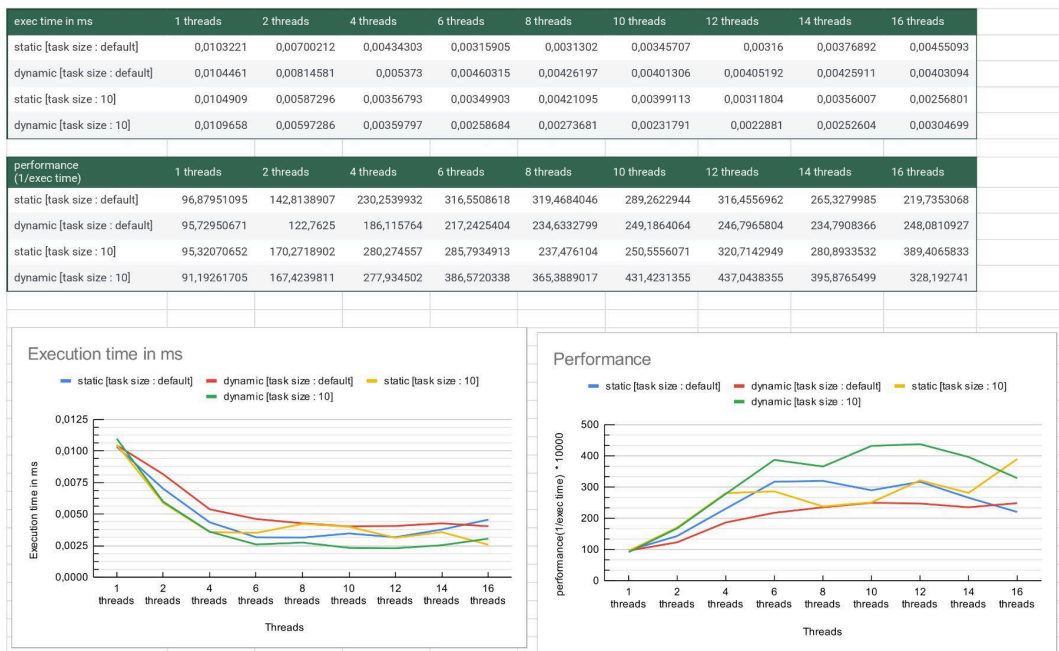 exec time in ms 1 threads 2 threads 4 threads 6 threads 8 threads 10 threads 12 threads 14 threads 16 threads
static [task size : default] 0,0103221 0,00700212 0,00434303 0,00315905 0,0031302 0,00345707 0,00316 0,00376892 0,00455093
dynamic [task size : default] 0,0104461 0,00814581 0,005373 0,00460315 0,00426197 0,00401306 0,00405192 0,00425911 0,00403094
static [task size : 10] 0,0104909 0,00587296 0,00356793 0,00349903 0,00421095 0,00399113 0,00311804 0,00356007 0,00256801
dynamic [task size : 10] 0,0109658 0,00597286 0,00359797 0,00258684 0,00273681 0,00231791 0,0022881 0,00252604 0,00304699
performance
(1/exec time) 1 threads 2 threads 4 threads 6 threads 8 threads 10 threads 12 threads 14 threads 16 threads
static [task size : default] 96,87951095 142,8138907 230,2539932 316,5508618 319,4684046 289,2622944 316,4556962 265,3279985 219,7353068
dynamic [task size : default] 95,72950671 122,7625 186,115764 217,2425404 234,6332799 249,1864064 246,7965804 234,7908366 248,0810927
static [task size : 10] 95,32070652 170,2718902 280,274557 285,7934913 237,476104 250,5556071 320,7142949 280,8933532 389,4065833
dynamic [task size : 10] 91,19261705 167,4239811 277,934502 386,5720338 365,3889017 431,4231355 437,0438355 395,8765499 328,192741
Execution time in ms
static [task size : default] dynamic [task size : default] static [task size : 10]
dynamic [task size : 10]
Execution time in ms
0,0125
0,0100
0,0075
0,0050
0,0025
0,0000
1 2 4 6 8 10 12 14 16
threads threads threads threads threads threads threads threads threads
Threads
Performance
static [task size : default] dynamic [task size : default] static [task size : 10]
dynamic [task size : 10]
performance(1/exec time) * 10000
500
400
300
200
100
0
1 2 4 6 8 10 12 14 16
threads threads threads threads threads threads threads threads threads
Threads